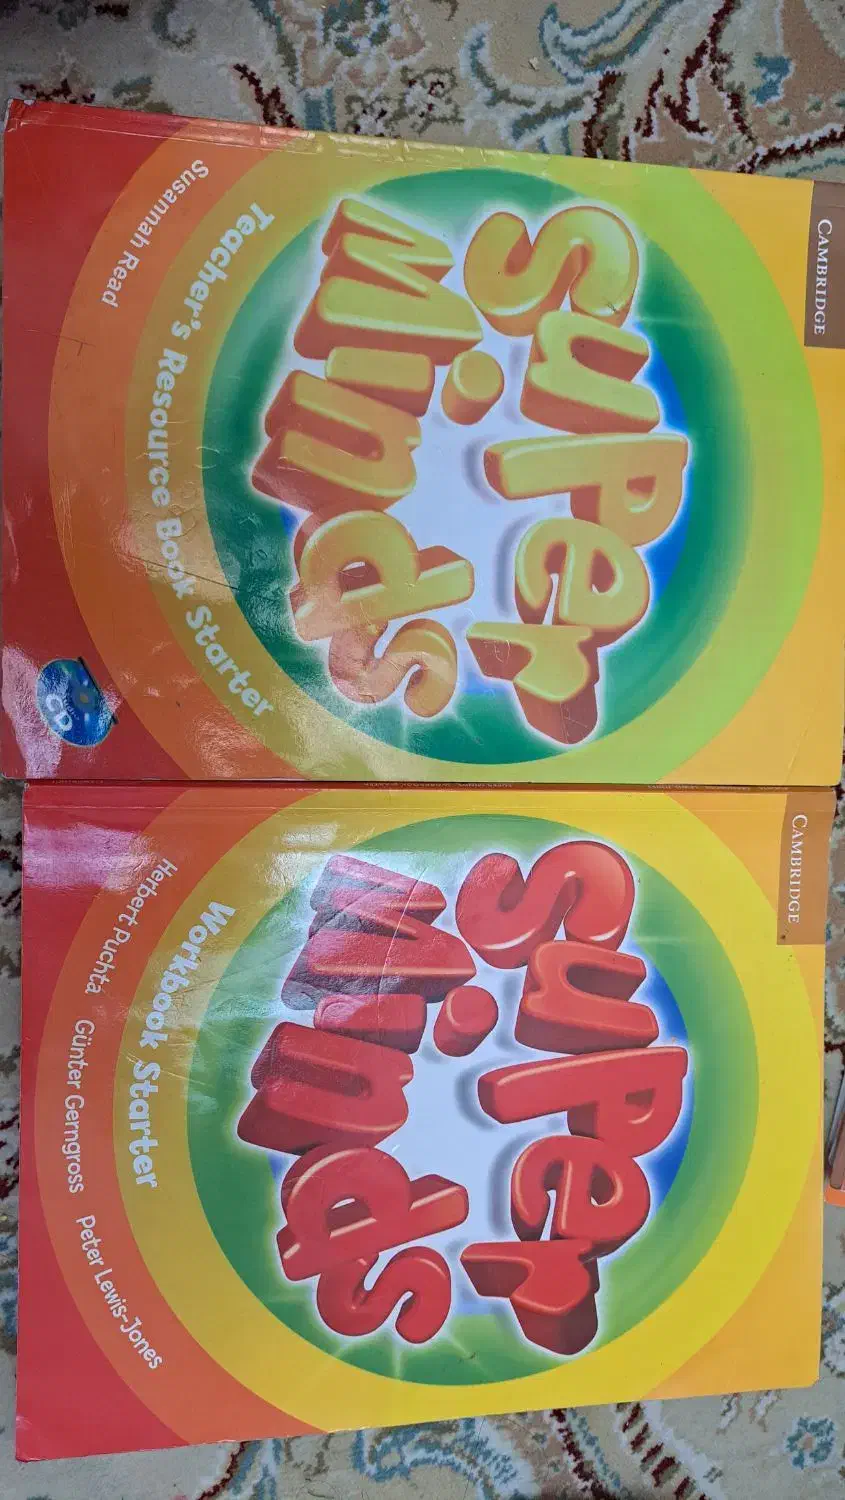 CAMBRIDGE
Super
Minds
Teacher's Resource Book Starter
Susannah Read
CD
CAMBRIDGE
Super
Minds
Workbook Starter
Herbert Puchta Günter Gerngross Peter Lewis-Jones